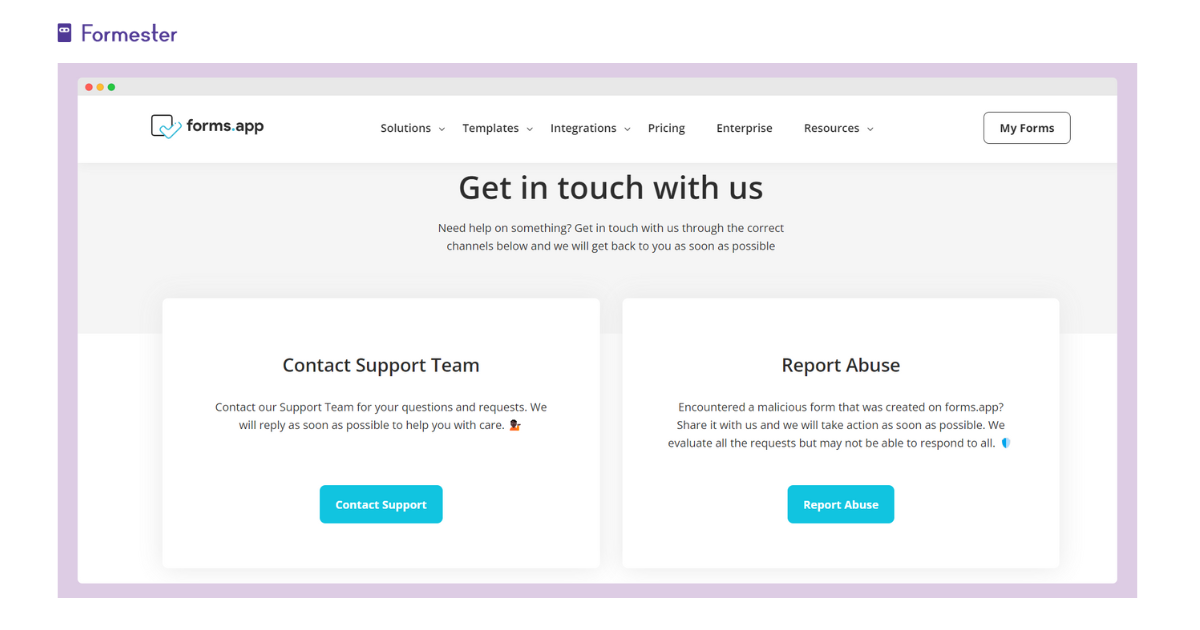 Formester
forms.app
Solutions
Templates
Integrations
Pricing
Enterprise
Resources
My Forms
Get in touch with us
Need help on something? Get in touch with us through the correct
channels below and we will get back to you as soon as possible
Contact Support Team
Contact our Support Team for your questions and requests. We
will reply as soon as possible to help you with care. 💁🏿
Contact Support
Report Abuse
Encountered a malicious form that was created on forms.app?
Share it with us and we will take action as soon as possible. We
evaluate all the requests but may not be able to respond to all. 🛡️
Report Abuse